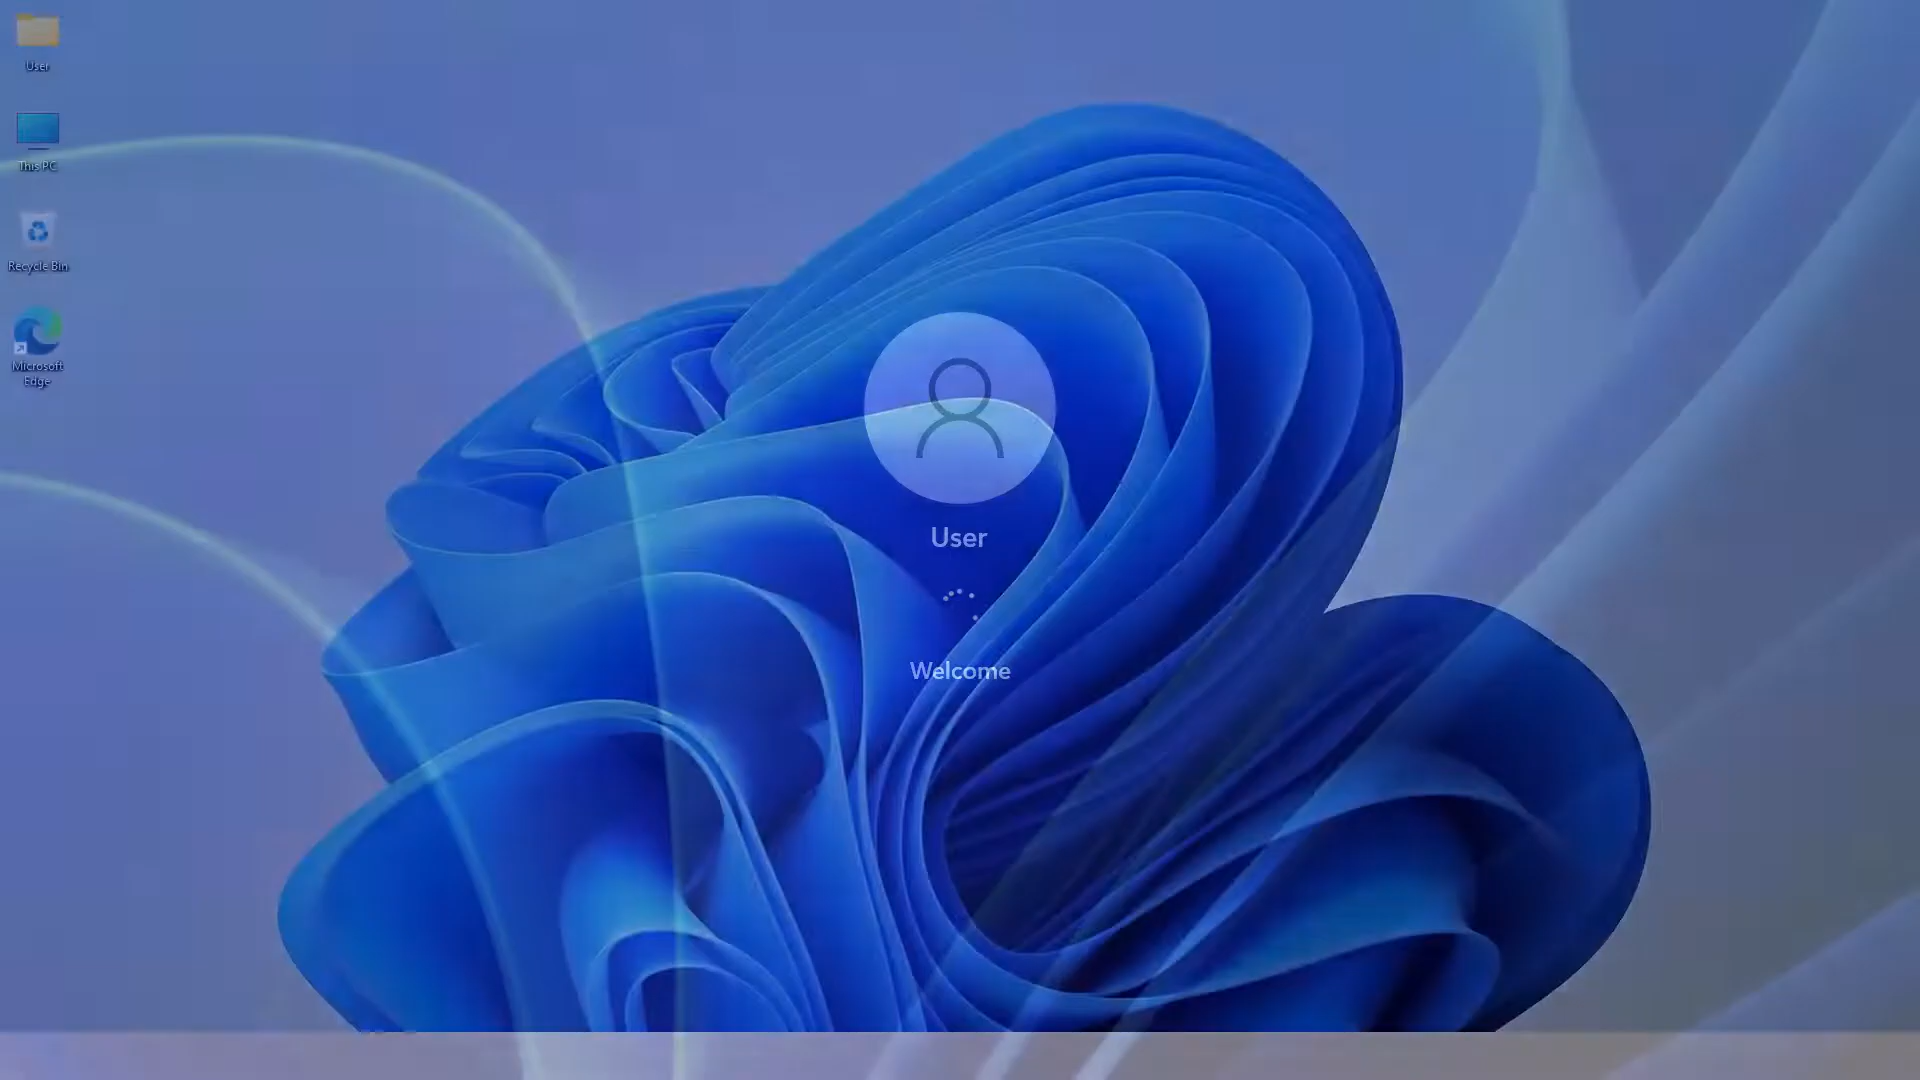 User
This PC
Recycle Bin
Microsoft
Edge
User
Welcome